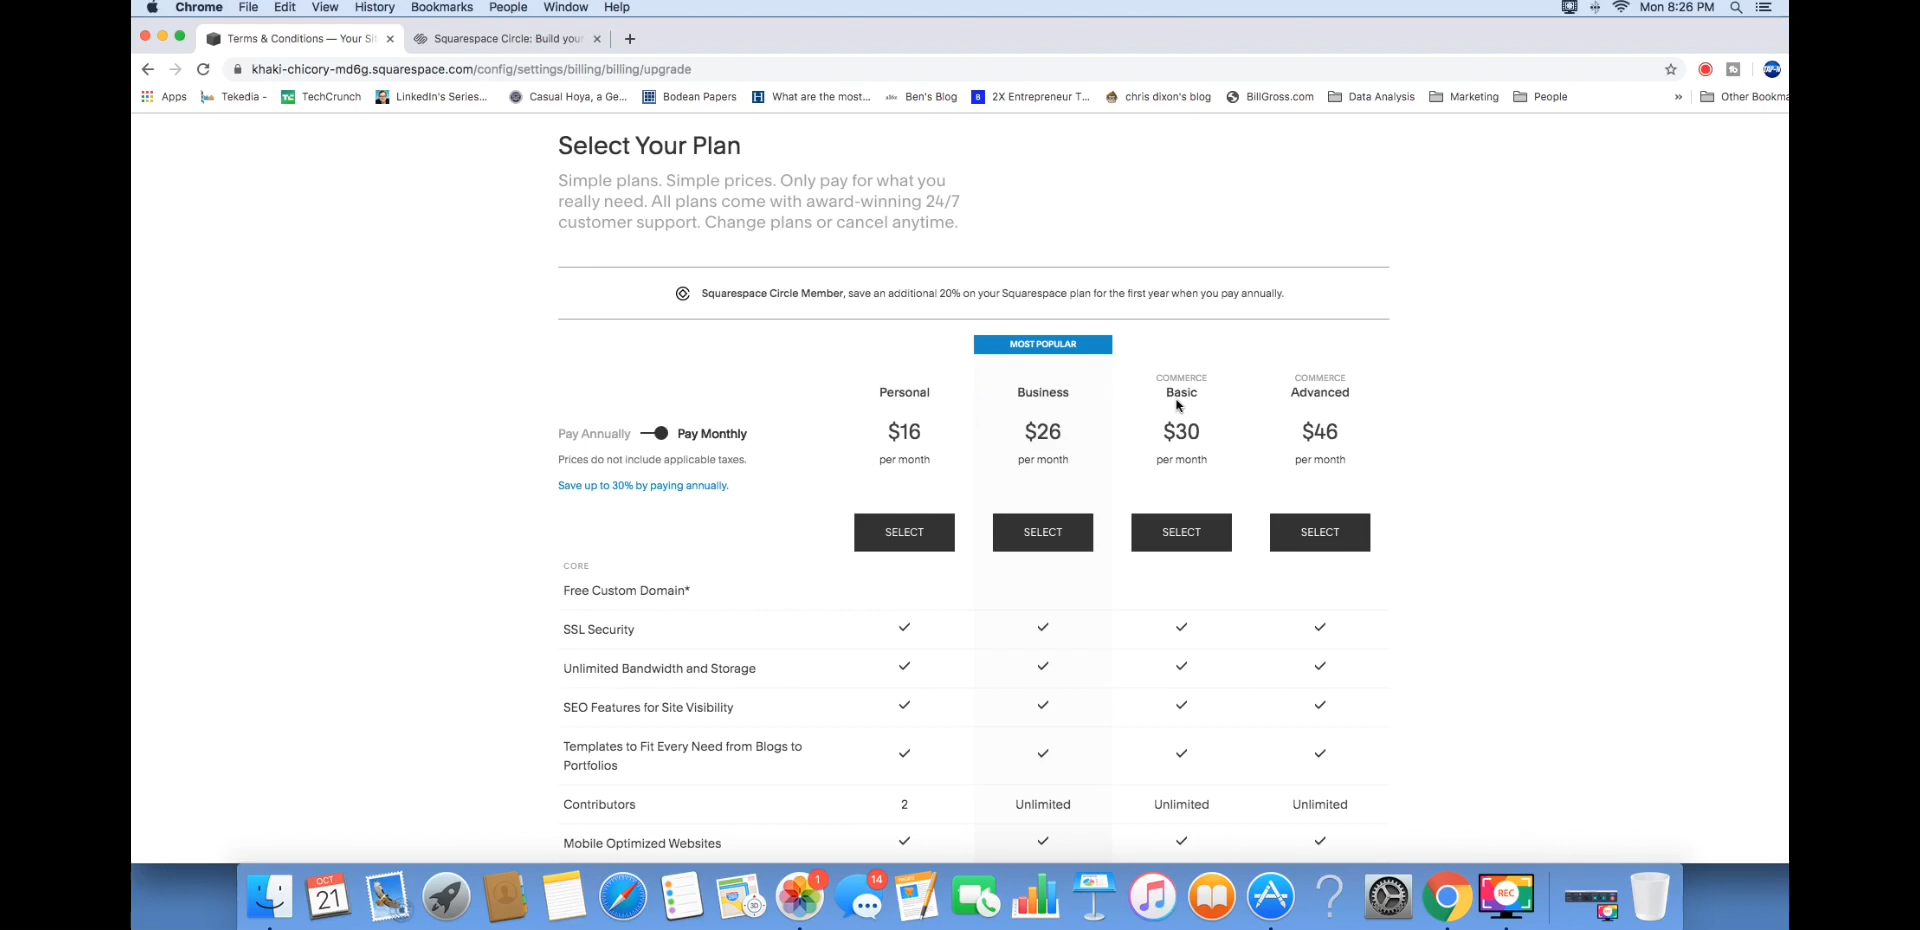 Chrome File Edit View History Bookmarks People Window Help Mon 8:26 PM
Terms & Conditions — Your Si Squarespace Circle: Build your
khaki-chicory-md6g.squarespace.com/config/settings/billing/billing/upgrade
Apps Tekedia - TechCrunch LinkedIn's Series... Casual Hoya, a Ge... Bodean Papers What are the most... Ben's Blog 2X Entrepreneur T... chris dixon's blog BillGross.com Data Analysis Marketing People » Other Bookma
Select Your Plan
Simple plans. Simple prices. Only pay for what you
really need. All plans come with award-winning 24/7
customer support. Change plans or cancel anytime.
Squarespace Circle Member, save an additional 20% on your Squarespace plan for the first year when you pay annually.
MOST POPULAR
COMMERCE COMMERCE
Personal Business Basic Advanced
Pay Annually Pay Monthly $16 $26 $30 $46
Prices do not include applicable taxes. per month per month per month per month
Save up to 30% by paying annually.
SELECT SELECT SELECT SELECT
CORE
Free Custom Domain*
SSL Security
Unlimited Bandwidth and Storage
SEO Features for Site Visibility
Templates to Fit Every Need from Blogs to
Portfolios
Contributors 2 Unlimited Unlimited Unlimited
Mobile Optimized Websites
OCT 1 14
21 REC